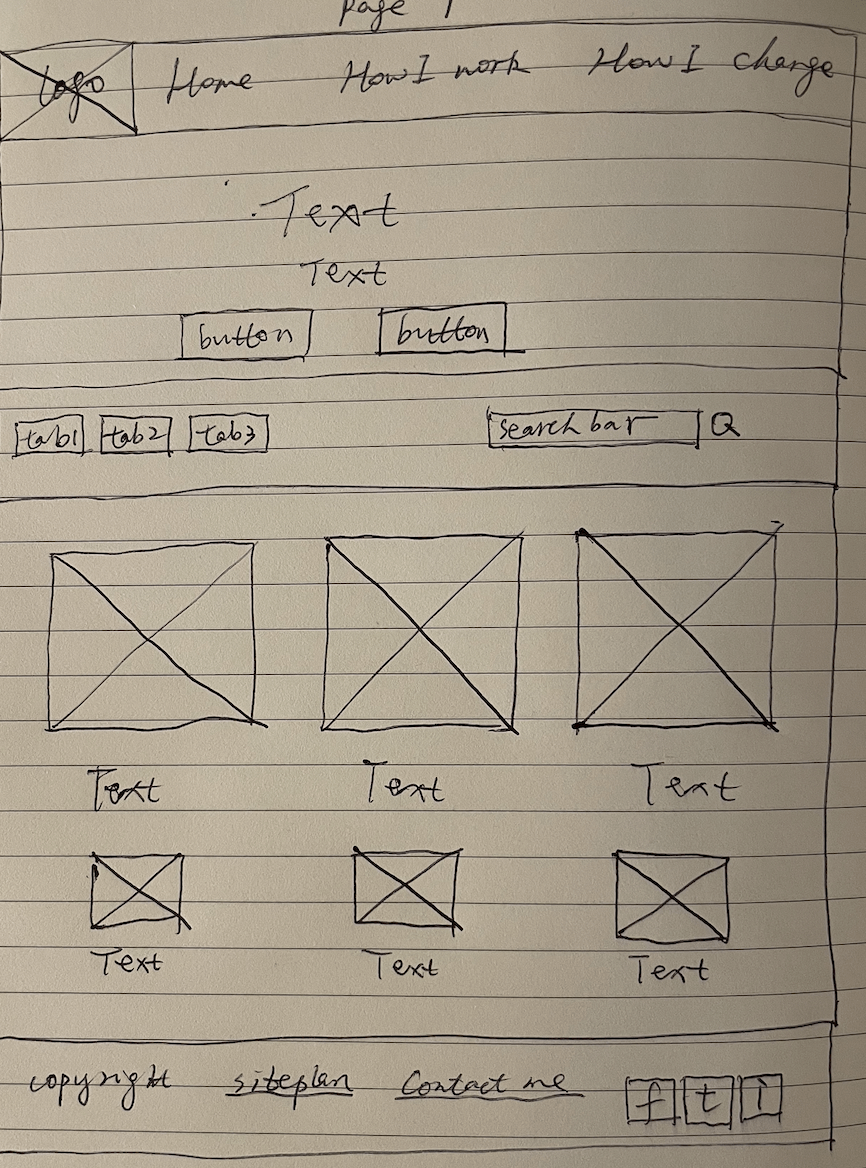 Page 1
Logo Home How I work How I change
Text
Text
button button
tab1 tab2 tab3 search bar Q
Text Text Text
Text Text Text
copyright siteplan Contact me f t i